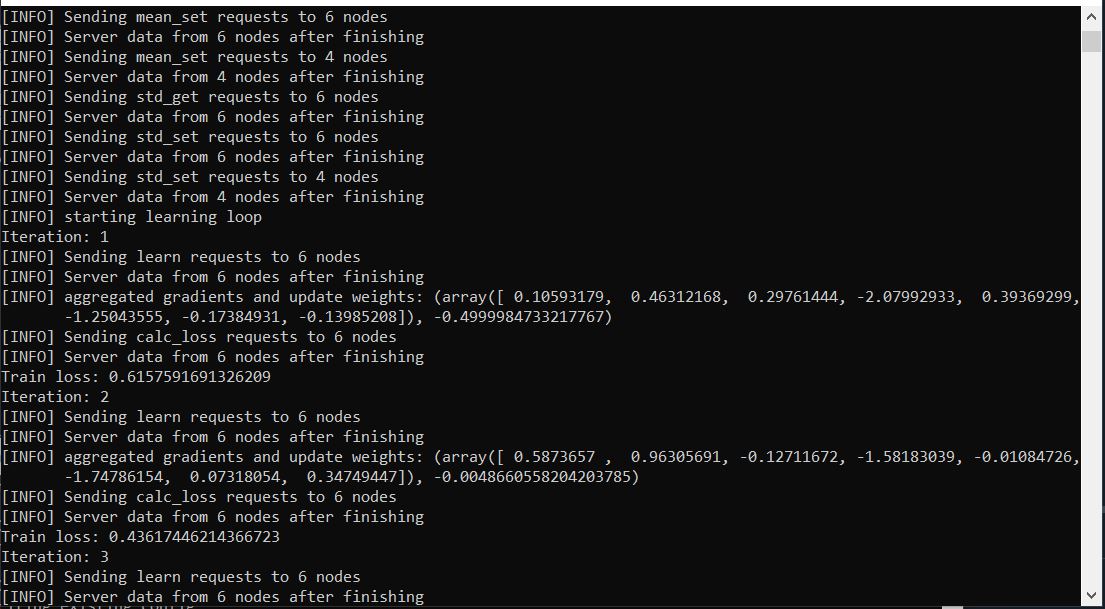 [INFO] Sending mean_set requests to 6 nodes
[INFO] Server data from 6 nodes after finishing
[INFO] Sending mean_set requests to 4 nodes
[INFO] Server data from 4 nodes after finishing
[INFO] Sending std_get requests to 6 nodes
[INFO] Server data from 6 nodes after finishing
[INFO] Sending std_set requests to 6 nodes
[INFO] Server data from 6 nodes after finishing
[INFO] Sending std_set requests to 4 nodes
[INFO] Server data from 4 nodes after finishing
[INFO] starting learning loop
Iteration: 1
[INFO] Sending learn requests to 6 nodes
[INFO] Server data from 6 nodes after finishing
[INFO] aggregated gradients and update weights: (array([ 0.10593179,  0.46312168,  0.29761444, -2.07992933,  0.39369299,
       -1.25043555, -0.17384931, -0.13985208]), -0.4999984733217767)
[INFO] Sending calc_loss requests to 6 nodes
[INFO] Server data from 6 nodes after finishing
Train loss: 0.6157591691326209
Iteration: 2
[INFO] Sending learn requests to 6 nodes
[INFO] Server data from 6 nodes after finishing
[INFO] aggregated gradients and update weights: (array([ 0.5873657 ,  0.96305691, -0.12711672, -1.58183039, -0.01084726,
       -1.74786154,  0.07318054,  0.34749447]), -0.0048660558204203785)
[INFO] Sending calc_loss requests to 6 nodes
[INFO] Server data from 6 nodes after finishing
Train loss: 0.43617446214366723
Iteration: 3
[INFO] Sending learn requests to 6 nodes
[INFO] Server data from 6 nodes after finishing